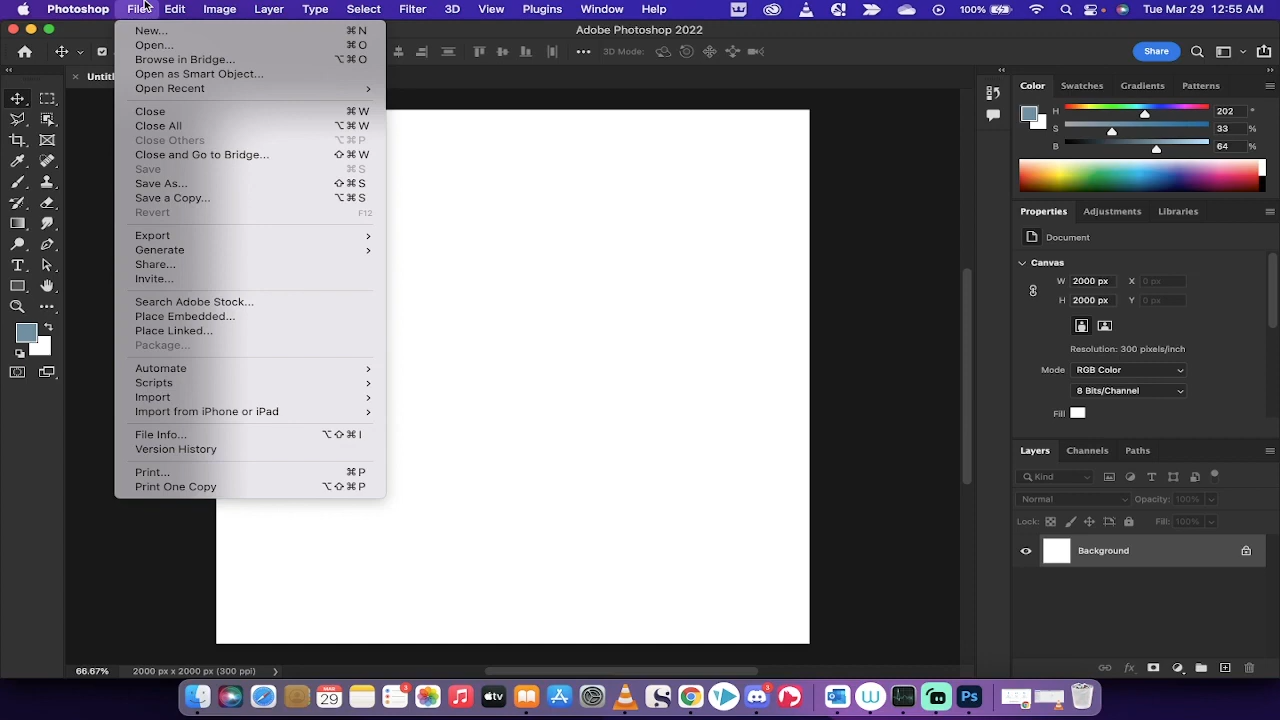 Photoshop File Edit Image Layer Type Select Filter 3D View Plugins Window Help 100% Tue Mar 29 12:55 AM
Adobe Photoshop 2022
3D Mode:
Share
New... ⌘N
Open... ⌘O
Browse in Bridge... ⌥⌘O
Open as Smart Object...
Open Recent
Close ⌘W
Close All ⌥⌘W
Close Others ⌥⌘P
Close and Go to Bridge... ⇧⌘W
Save ⌘S
Save As... ⇧⌘S
Save a Copy... ⌥⌘S
Revert F12
Export
Generate
Share...
Invite...
Search Adobe Stock...
Place Embedded...
Place Linked...
Package...
Automate
Scripts
Import
Import from iPhone or iPad
File Info... ⌥⇧⌘I
Version History
Print... ⌘P
Print One Copy ⌥⇧⌘P
Color Swatches Gradients Patterns
H 202 °
S 33 %
B 64 %
Properties Adjustments Libraries
Document
Canvas
W 2000 px X 0 px
H 2000 px Y 0 px
Resolution: 300 pixels/inch
Mode RGB Color
8 Bits/Channel
Fill
Layers Channels Paths
Kind
Normal Opacity: 100%
Lock: Fill: 100%
Background
66.67% 2000 px x 2000 px (300 ppi)